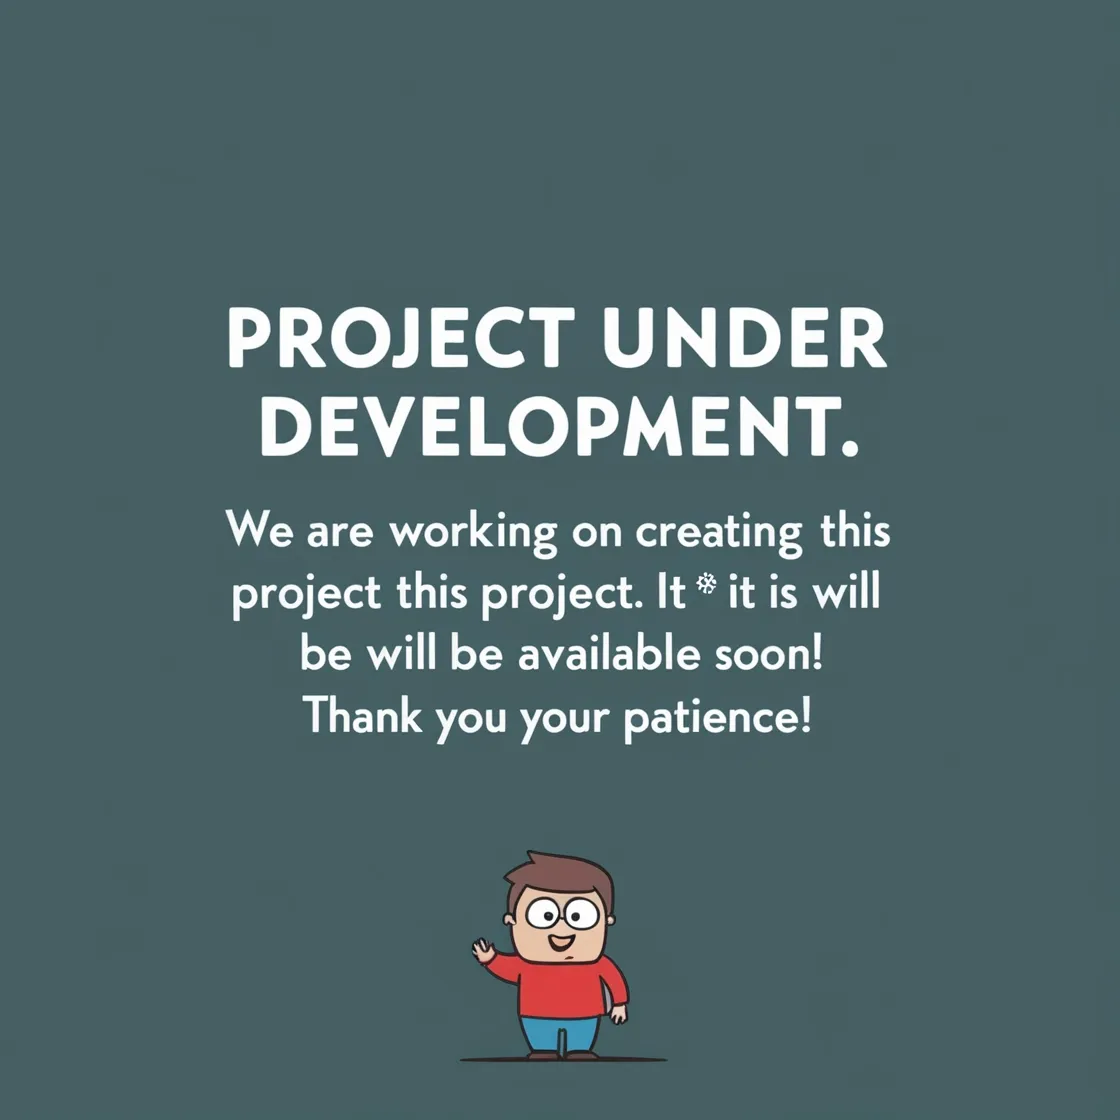 PROJECT UNDER
DEVELOPMENT.
We are working on creating this
project this project. It * it is will
be will be available soon!
Thank you your patience!